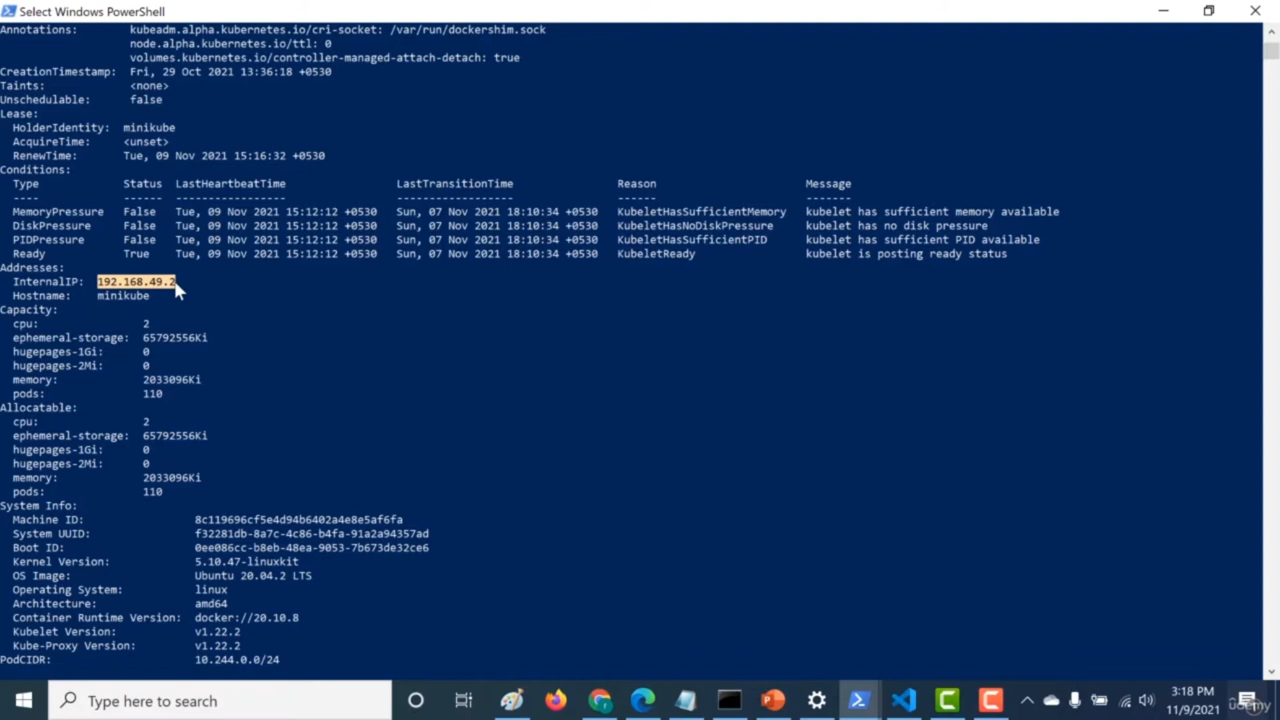 Select Windows PowerShell
Annotations: kubeadm.alpha.kubernetes.io/cri-socket: /var/run/dockershim.sock
node.alpha.kubernetes.io/ttl: 0
volumes.kubernetes.io/controller-managed-attach-detach: true
CreationTimestamp: Fri, 29 Oct 2021 13:36:18 +0530
Taints: <none>
Unschedulable: false
Lease:
HolderIdentity: minikube
AcquireTime: <unset>
RenewTime: Tue, 09 Nov 2021 15:16:32 +0530
Conditions:
Type Status LastHeartbeatTime LastTransitionTime Reason Message
---- ------ ----------------- ------------------ ------ -------
MemoryPressure False Tue, 09 Nov 2021 15:12:12 +0530 Sun, 07 Nov 2021 18:10:34 +0530 KubeletHasSufficientMemory kubelet has sufficient memory available
DiskPressure False Tue, 09 Nov 2021 15:12:12 +0530 Sun, 07 Nov 2021 18:10:34 +0530 KubeletHasNoDiskPressure kubelet has no disk pressure
PIDPressure False Tue, 09 Nov 2021 15:12:12 +0530 Sun, 07 Nov 2021 18:10:34 +0530 KubeletHasSufficientPID kubelet has sufficient PID available
Ready True Tue, 09 Nov 2021 15:12:12 +0530 Sun, 07 Nov 2021 18:10:34 +0530 KubeletReady kubelet is posting ready status
Addresses:
InternalIP: 192.168.49.2
Hostname: minikube
Capacity:
cpu: 2
ephemeral-storage: 65792556Ki
hugepages-1Gi: 0
hugepages-2Mi: 0
memory: 2033096Ki
pods: 110
Allocatable:
cpu: 2
ephemeral-storage: 65792556Ki
hugepages-1Gi: 0
hugepages-2Mi: 0
memory: 2033096Ki
pods: 110
System Info:
Machine ID: 8c119696cf5e4d94b6402a4e8e5af6fa
System UUID: f32281db-8a7c-4c86-b4fa-91a2a94357ad
Boot ID: 0ee086cc-b8eb-48ea-9053-7b673de32ce6
Kernel Version: 5.10.47-linuxkit
OS Image: Ubuntu 20.04.2 LTS
Operating System: linux
Architecture: amd64
Container Runtime Version: docker://20.10.8
Kubelet Version: v1.22.2
Kube-Proxy Version: v1.22.2
PodCIDR: 10.244.0.0/24
Type here to search
3:18 PM
11/9/2021
udemy